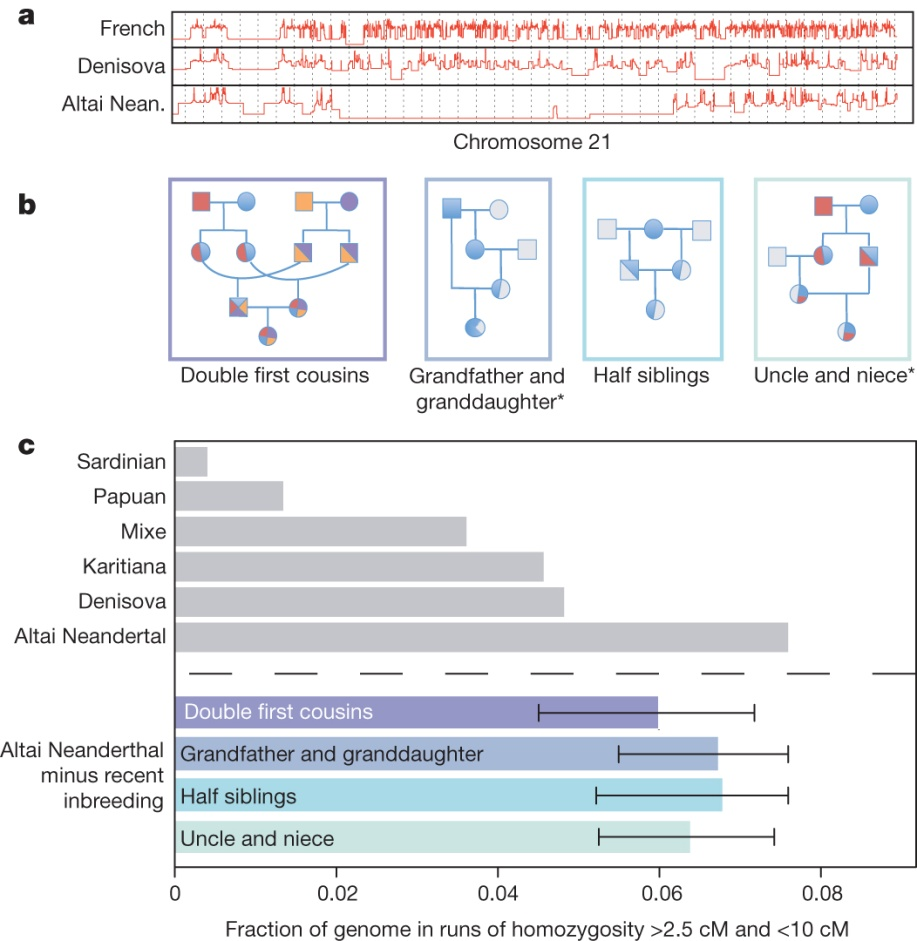 a
French
Denisova
Altai Nean.
Chromosome 21
b
Double first cousins
Grandfather and
granddaughter*
Half siblings
Uncle and niece*
c
Sardinian
Papuan
Mixe
Karitiana
Denisova
Altai Neandertal
Altai Neanderthal
minus recent
inbreeding
Double first cousins
Grandfather and granddaughter
Half siblings
Uncle and niece
0 0.02 0.04 0.06 0.08
Fraction of genome in runs of homozygosity >2.5 cM and <10 cM